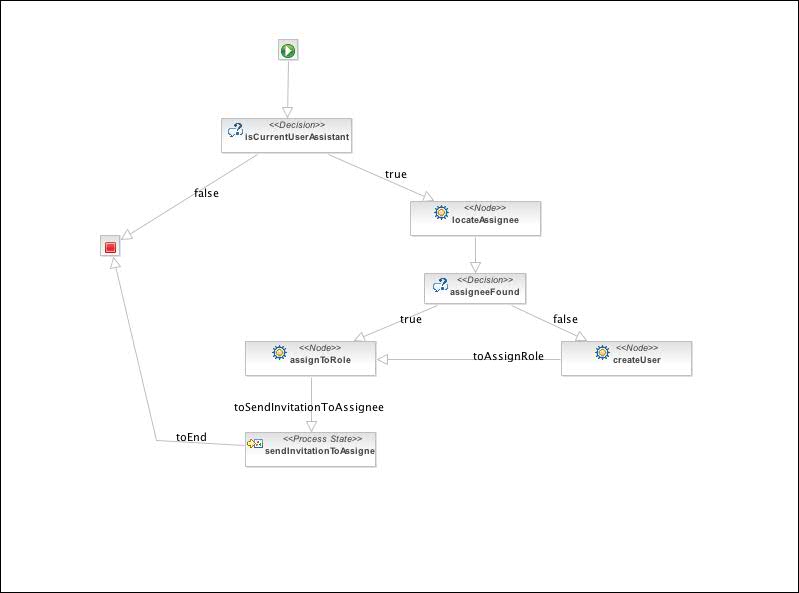 <<Decision>>
isCurrentUserAssistant
true
false
<<Node>>
locateAssignee
<<Decision>>
assigneeFound
true
false
<<Node>>
assignToRole
toAssignRole
<<Node>>
createUser
toSendInvitationToAssignee
toEnd
<<Process State>>
sendInvitationToAssigne